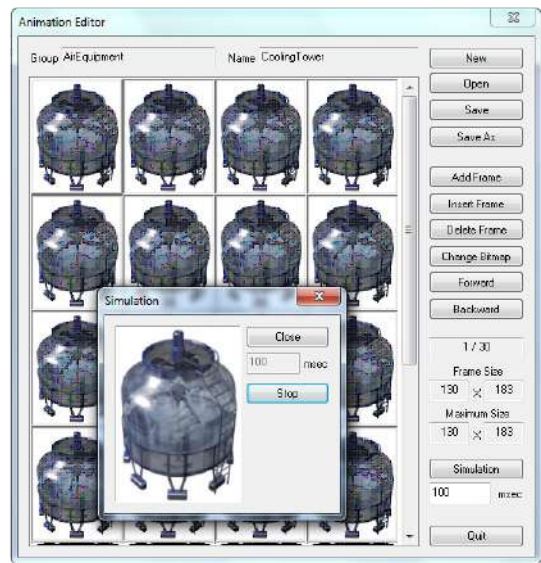 Animation Editor
Group AirEquipment Name CoolingTower
New
Open
Save
Save As
Add Frame
Insert Frame
Delete Frame
Change Bitmap
Forward
Backward
1 / 30
Frame Size
130 x 183
Maximum Size
130 x 183
Simulation
100 msec
Quit
Simulation
Close
100 msec
Stop